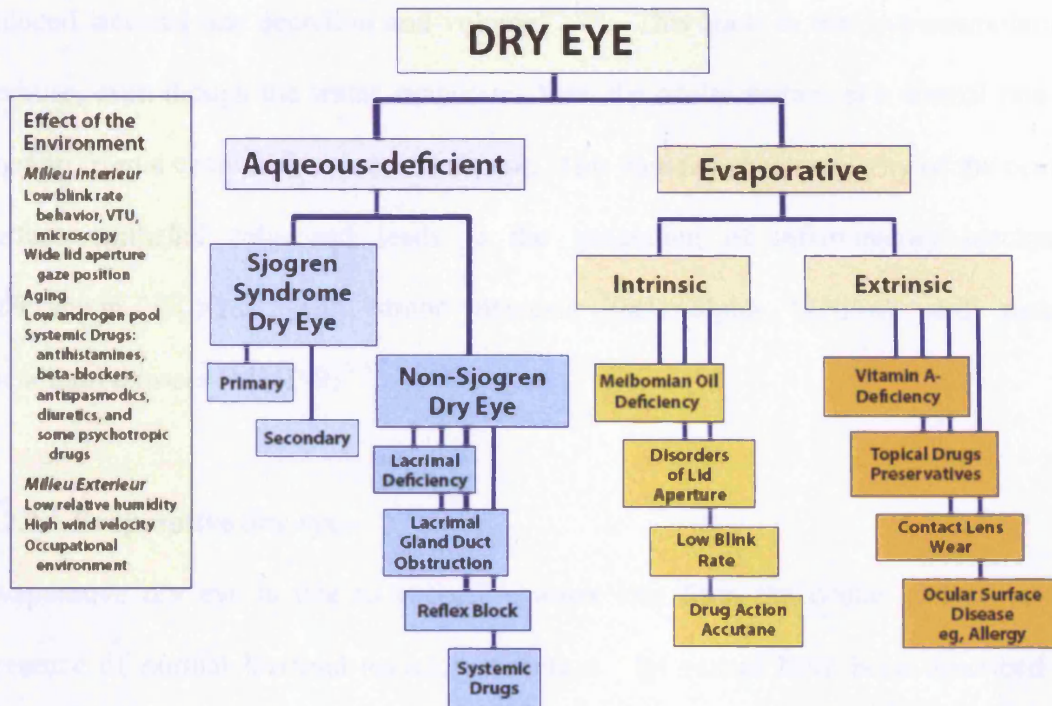 DRY EYE
Effect of the
Environment
Milieu Interieur
Low blink rate
behavior, VTU,
microscopy
Wide lid aperture
gaze position
Aging
Low androgen pool
Systemic Drugs:
antihistamines,
beta-blockers,
antispasmodics,
diuretics, and
some psychotropic
drugs
Milieu Exterieur
Low relative humidity
High wind velocity
Occupational
environment
Aqueous-deficient
Sjogren
Syndrome
Dry Eye
Primary
Secondary
Non-Sjogren
Dry Eye
Lacrimal
Deficiency
Lacrimal
Gland Duct
Obstruction
Reflex Block
Systemic
Drugs
Evaporative
Intrinsic
Meibomian Oil
Deficiency
Disorders
of Lid
Aperture
Low Blink
Rate
Drug Action
Accutane
Extrinsic
Vitamin A-
Deficiency
Topical Drugs
Preservatives
Contact Lens
Wear
Ocular Surface
Disease
eg, Allergy